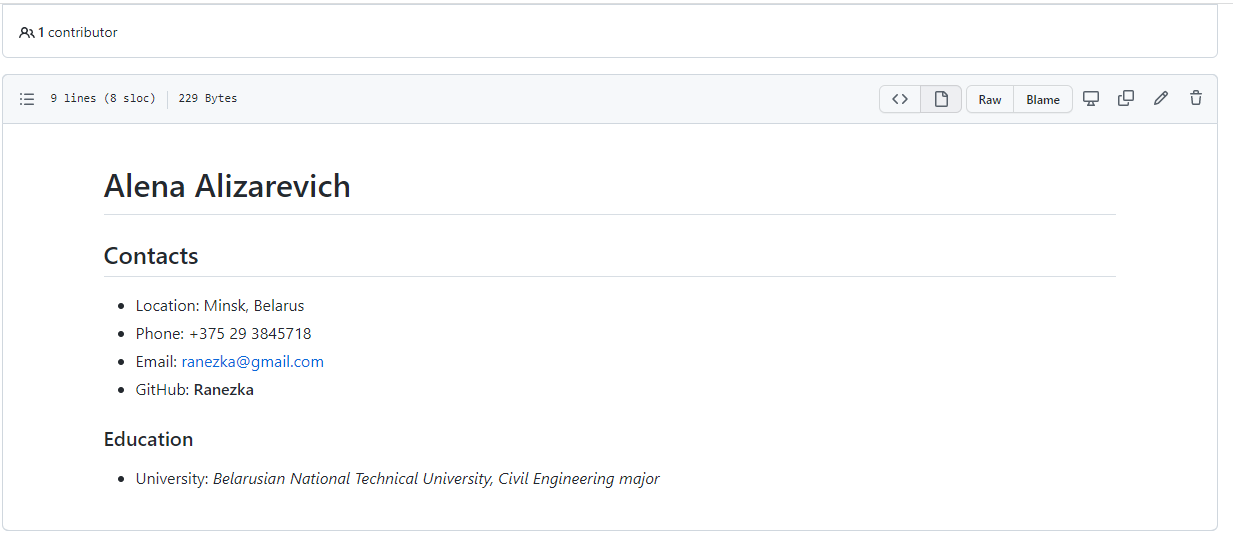 1 contributor
9 lines (8 sloc) 229 Bytes Raw Blame
Alena Alizarevich
Contacts
Location: Minsk, Belarus
Phone: +375 29 3845718
Email: ranezka@gmail.com
GitHub: Ranezka
Education
University: Belarusian National Technical University, Civil Engineering major